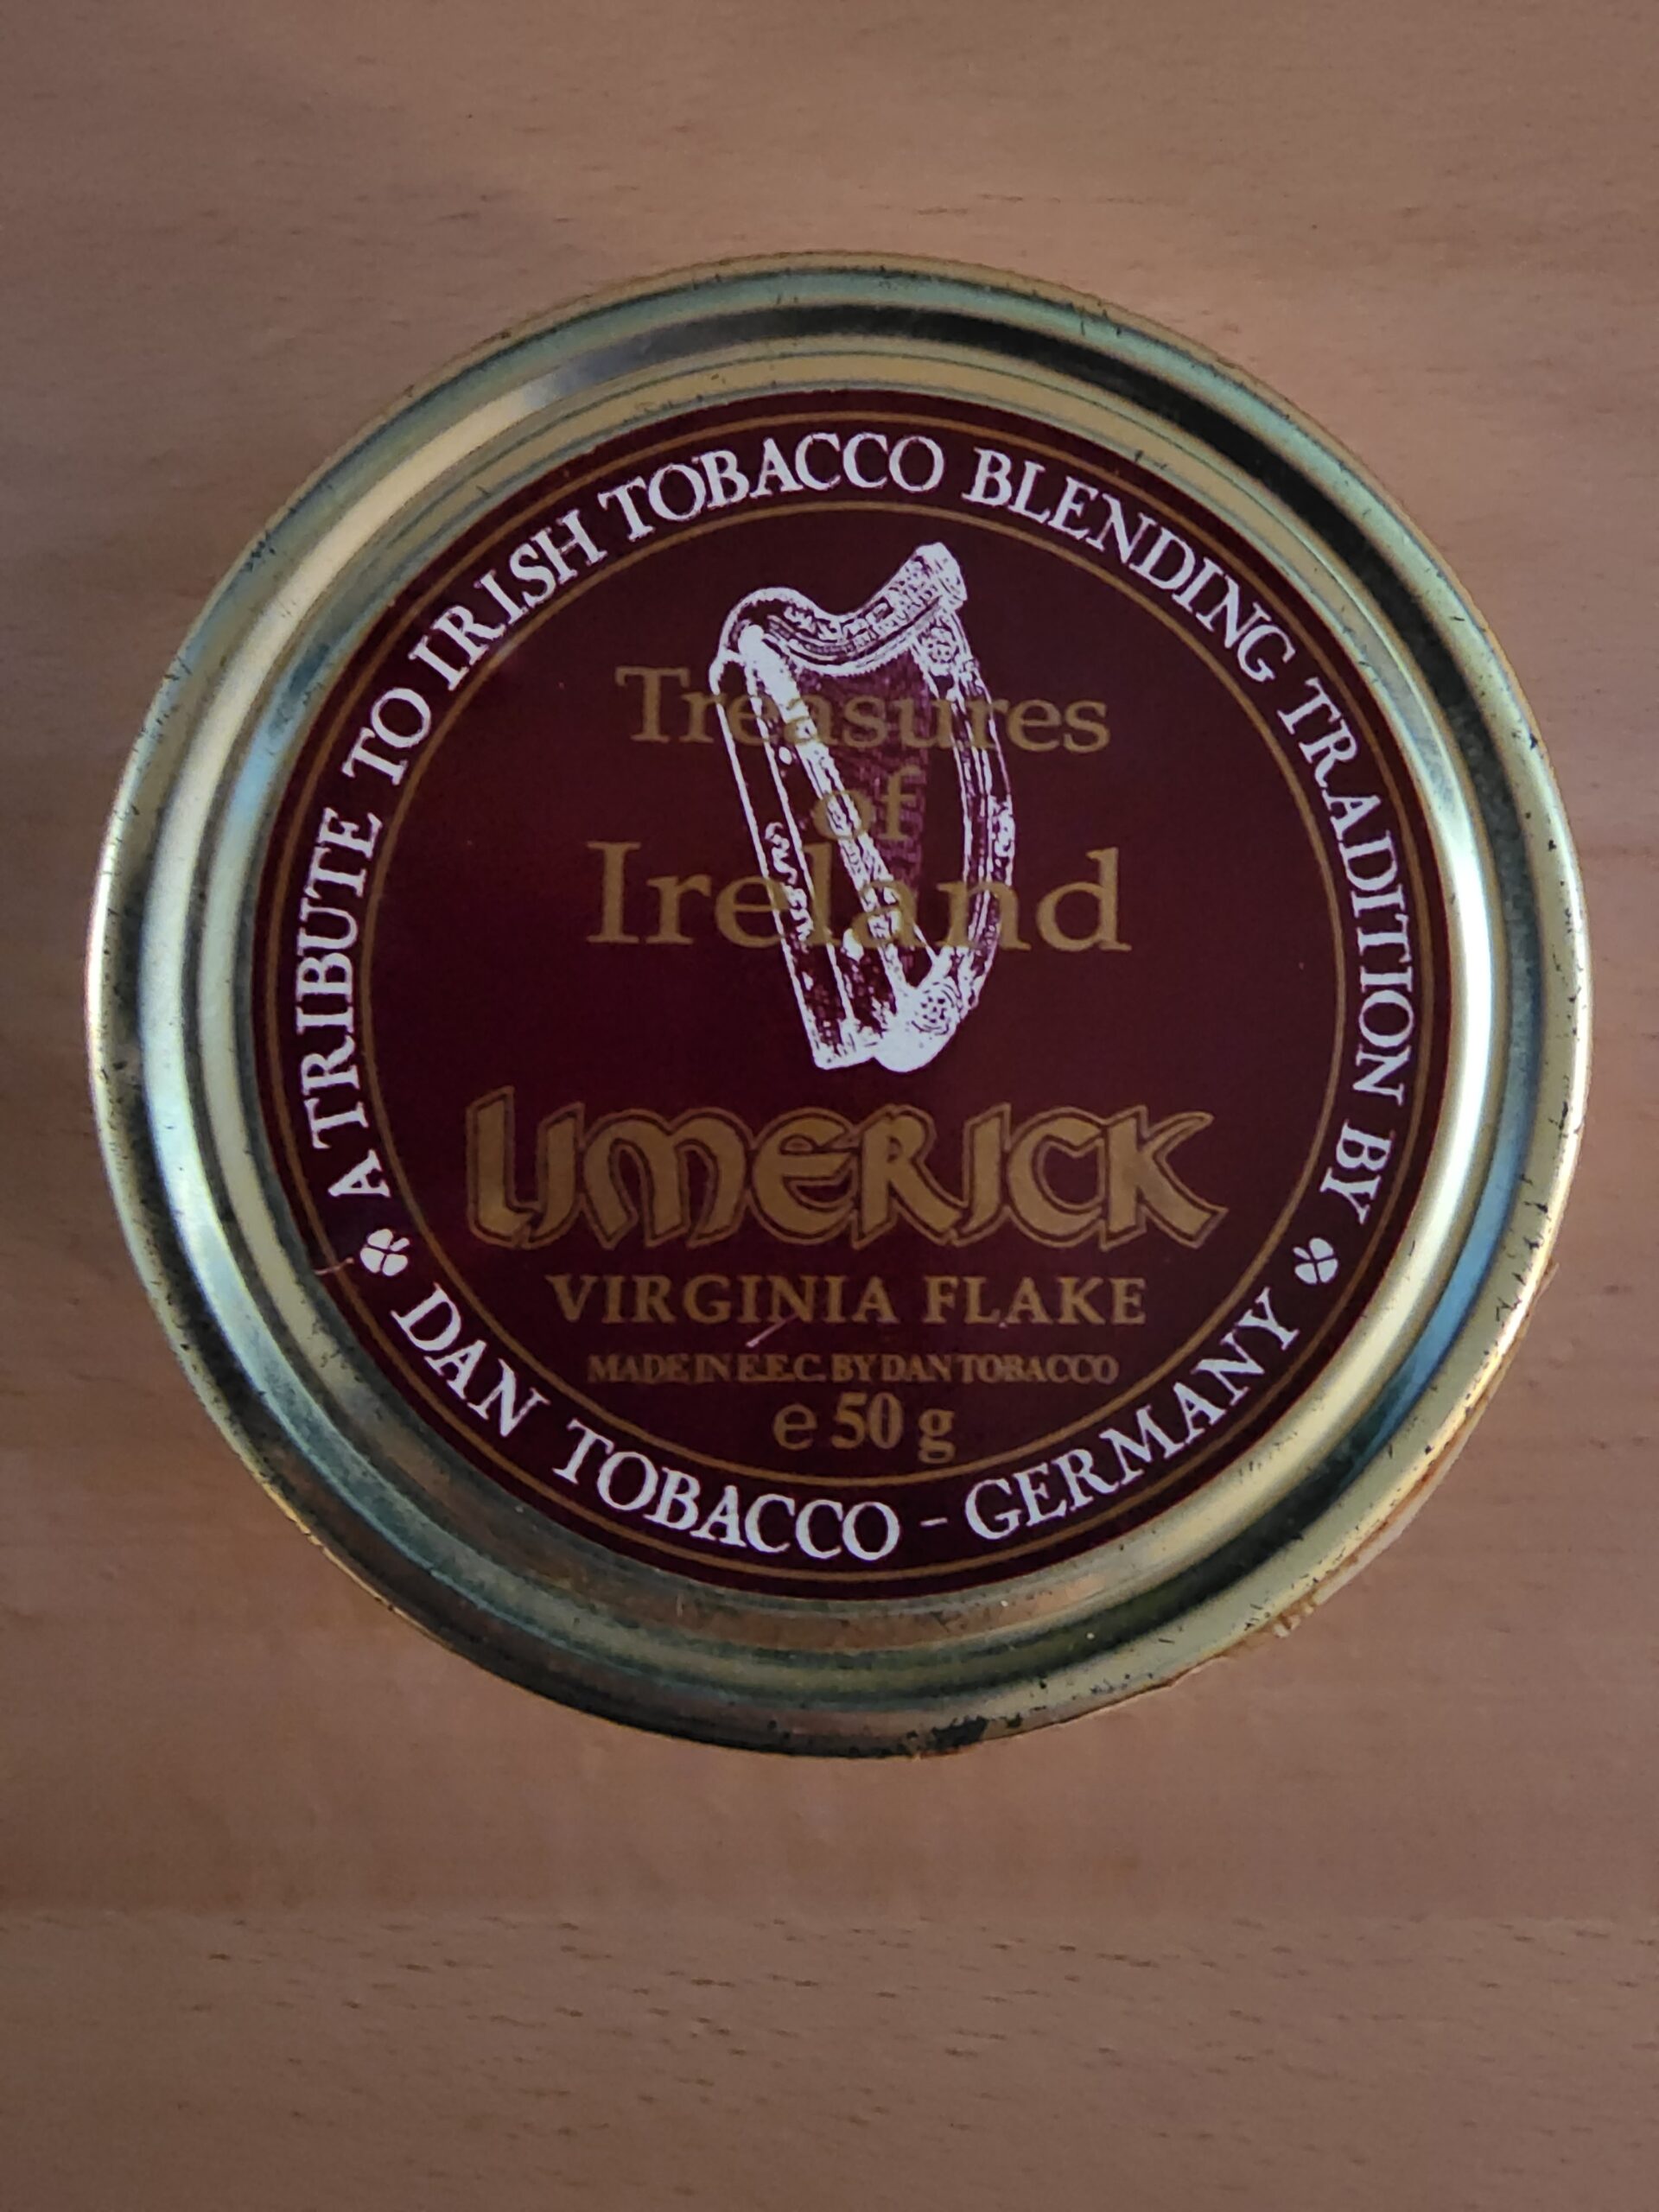 A TRIBUTE TO IRISH TOBACCO BLENDING TRADITION BY
DAN TOBACCO - GERMANY
Treasures
of
Ireland
LIMERICK
VIRGINIA FLAKE
MADE IN E.E.C. BY DAN TOBACCO
e 50 g